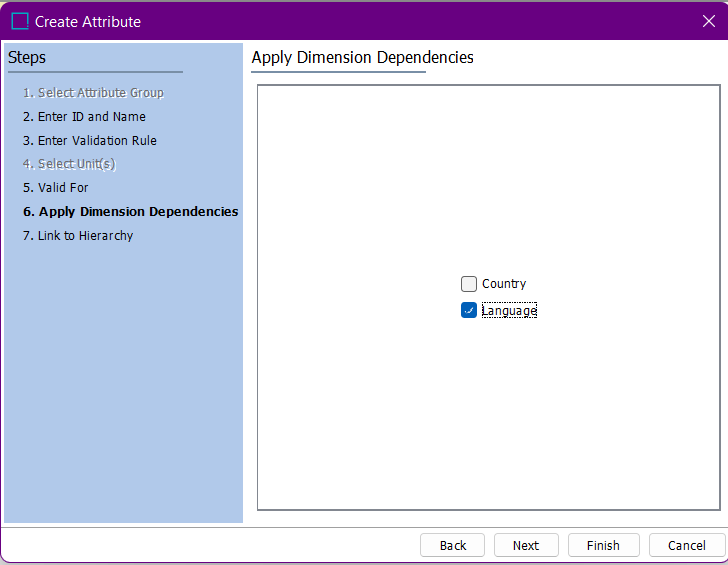 Create Attribute
Steps
1. Select Attribute Group
2. Enter ID and Name
3. Enter Validation Rule
4. Select Unit(s)
5. Valid For
6. Apply Dimension Dependencies
7. Link to Hierarchy
Apply Dimension Dependencies
Country
Language
Back Next Finish Cancel